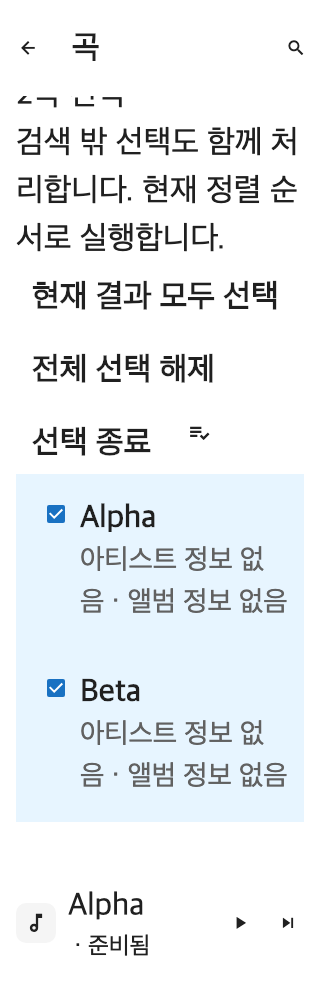 곡
2곡 선택
검색 밖 선택도 함께 처
리합니다. 현재 정렬 순
서로 실행합니다.
현재 결과 모두 선택
전체 선택 해제
선택 종료
Alpha
아티스트 정보 없
음 · 앨범 정보 없음
Beta
아티스트 정보 없
음 · 앨범 정보 없음
Alpha
· 준비됨